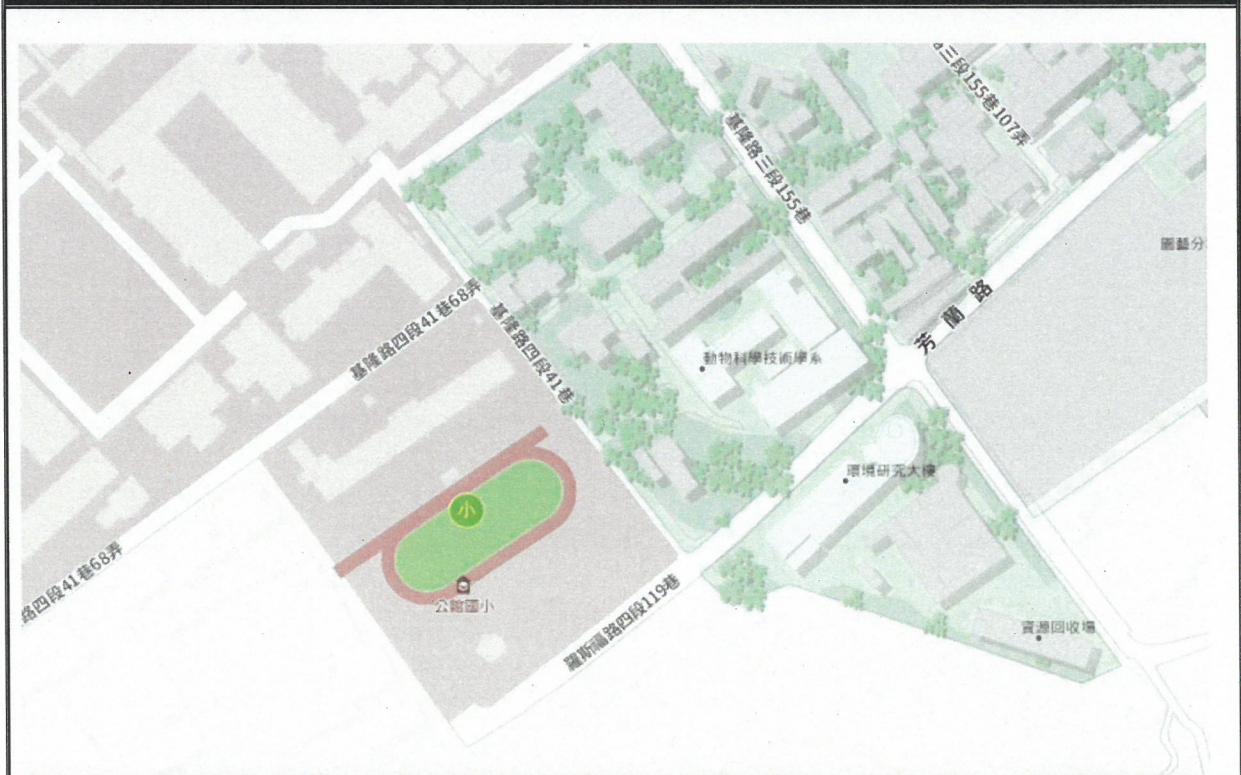 基隆路三段155巷
三段155巷107弄
園藝分
芳蘭路
基隆路四段41巷68弄
基隆路四段41巷
動物科學技術學系
環境研究大樓
小
路四段41巷68弄
公館國小
羅斯福路四段119巷
資源回收場